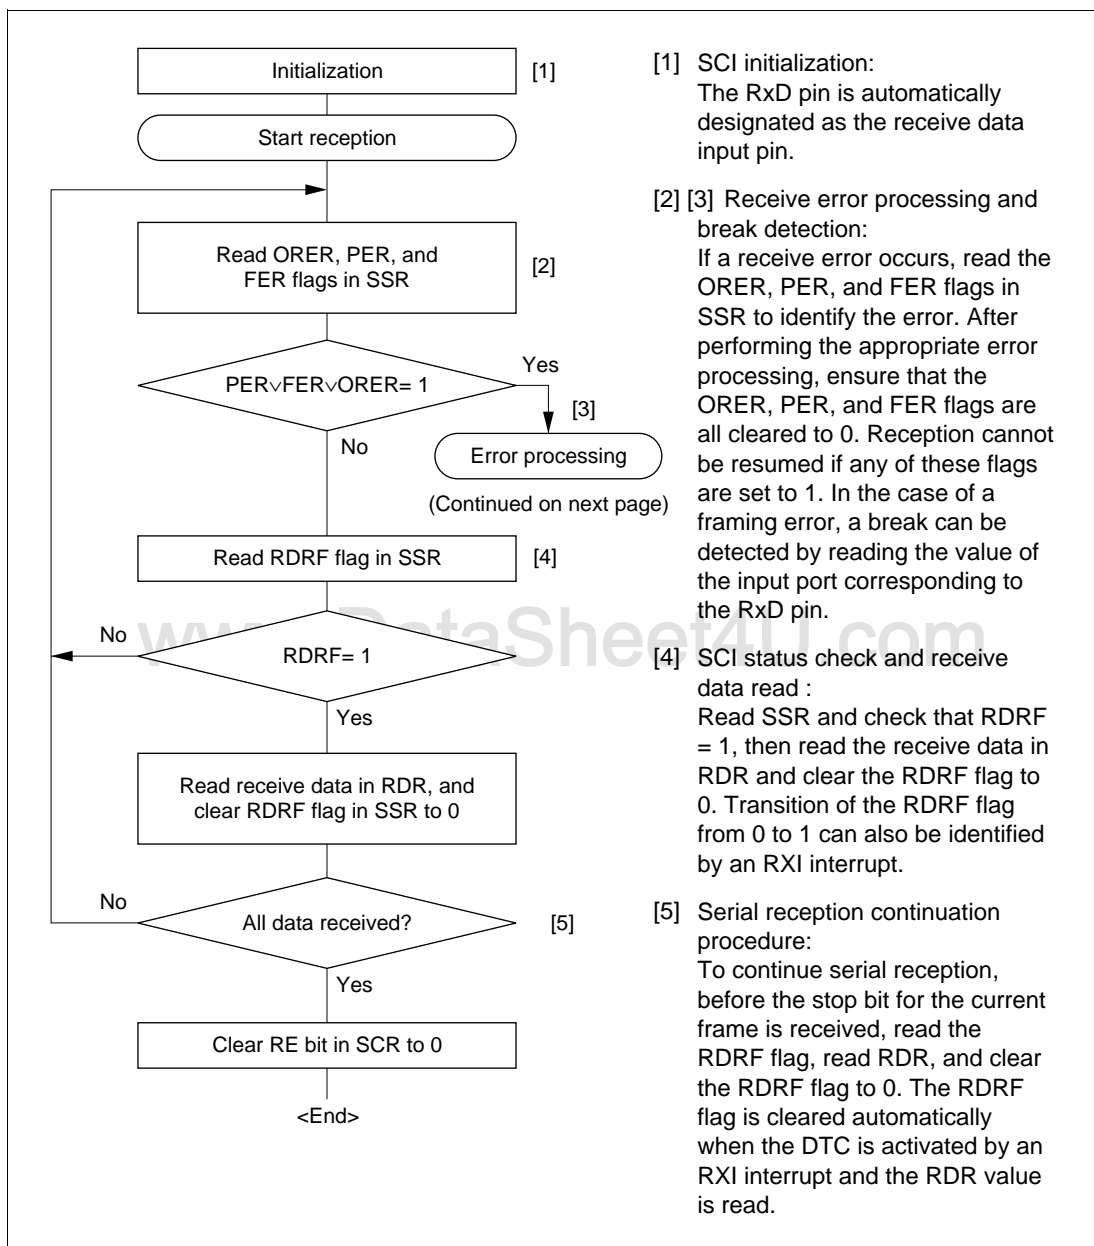 Initialization [1]
Start reception
Read ORER, PER, and
FER flags in SSR
[2]
PER∨FER∨ORER= 1
Yes
[3]
No
Error processing
(Continued on next page)
Read RDRF flag in SSR [4]
No
RDRF= 1
Yes
Read receive data in RDR, and
clear RDRF flag in SSR to 0
No
All data received? [5]
Yes
Clear RE bit in SCR to 0
<End>
[1] SCI initialization:
The RxD pin is automatically
designated as the receive data
input pin.
[2] [3] Receive error processing and
break detection:
If a receive error occurs, read the
ORER, PER, and FER flags in
SSR to identify the error. After
performing the appropriate error
processing, ensure that the
ORER, PER, and FER flags are
all cleared to 0. Reception cannot
be resumed if any of these flags
are set to 1. In the case of a
framing error, a break can be
detected by reading the value of
the input port corresponding to
the RxD pin.
[4] SCI status check and receive
data read :
Read SSR and check that RDRF
= 1, then read the receive data in
RDR and clear the RDRF flag to
0. Transition of the RDRF flag
from 0 to 1 can also be identified
by an RXI interrupt.
[5] Serial reception continuation
procedure:
To continue serial reception,
before the stop bit for the current
frame is received, read the
RDRF flag, read RDR, and clear
the RDRF flag to 0. The RDRF
flag is cleared automatically
when the DTC is activated by an
RXI interrupt and the RDR value
is read.
www.DataSheet4U.com